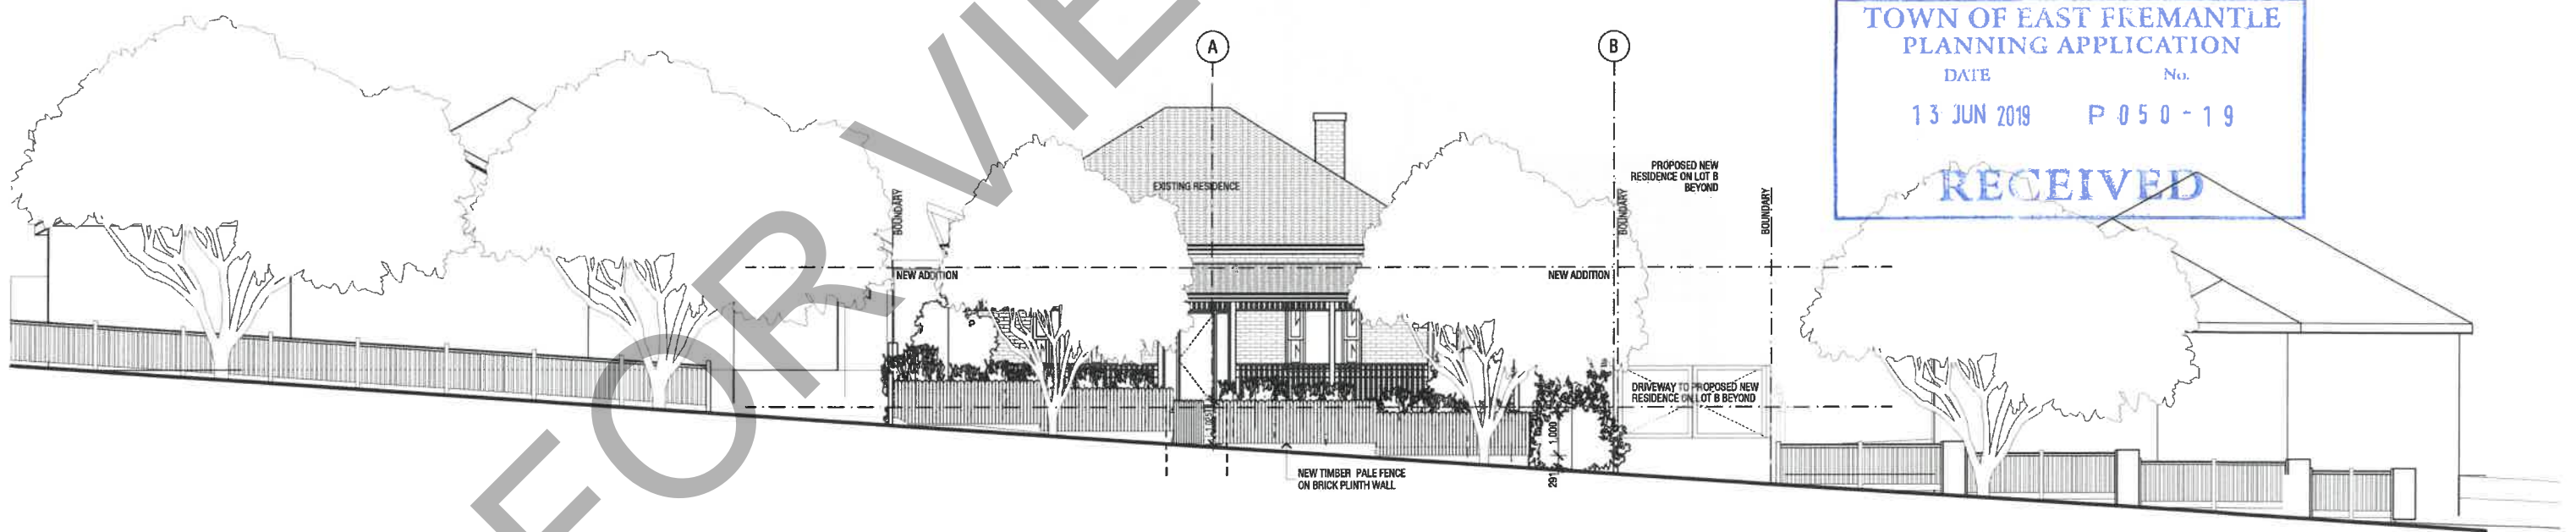 TOWN OF EAST FREMANTLE
PLANNING APPLICATION
DATE No.
13 JUN 2019 P050-19
RECEIVED
A
B
EXISTING RESIDENCE
PROPOSED NEW
RESIDENCE ON LOT B
BEYOND
BOUNDARY
BOUNDARY
BOUNDARY
NEW ADDITION
NEW ADDITION
DRIVEWAY TO PROPOSED NEW
RESIDENCE ON LOT B BEYOND
1.000
291
NEW TIMBER PALE FENCE
ON BRICK PLINTH WALL
FOR VIE